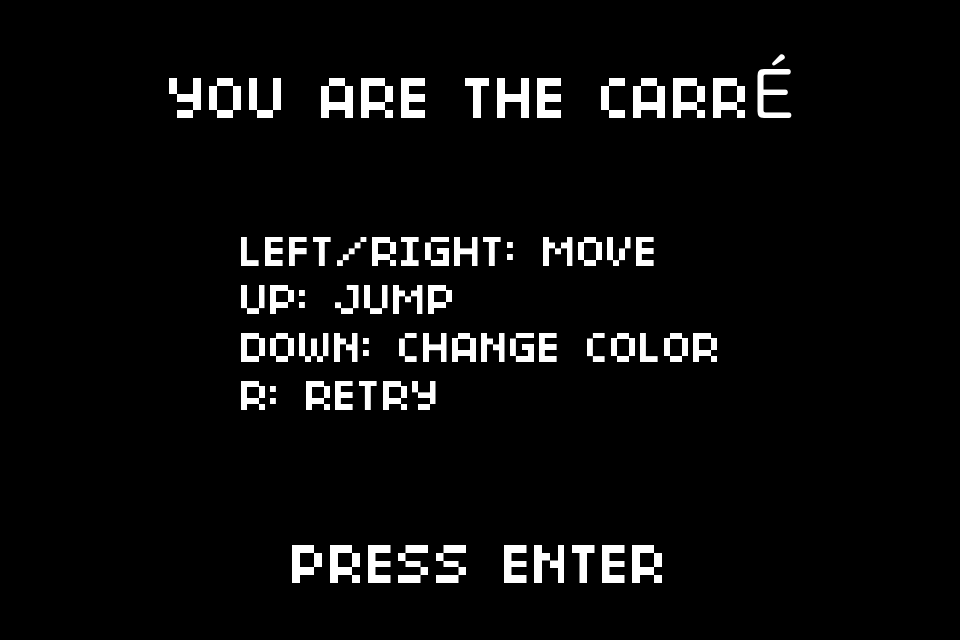 YOU ARE THE CARRÉ
LEFT/RIGHT: MOVE
UP: JUMP
DOWN: CHANGE COLOR
R: RETRY
PRESS ENTER